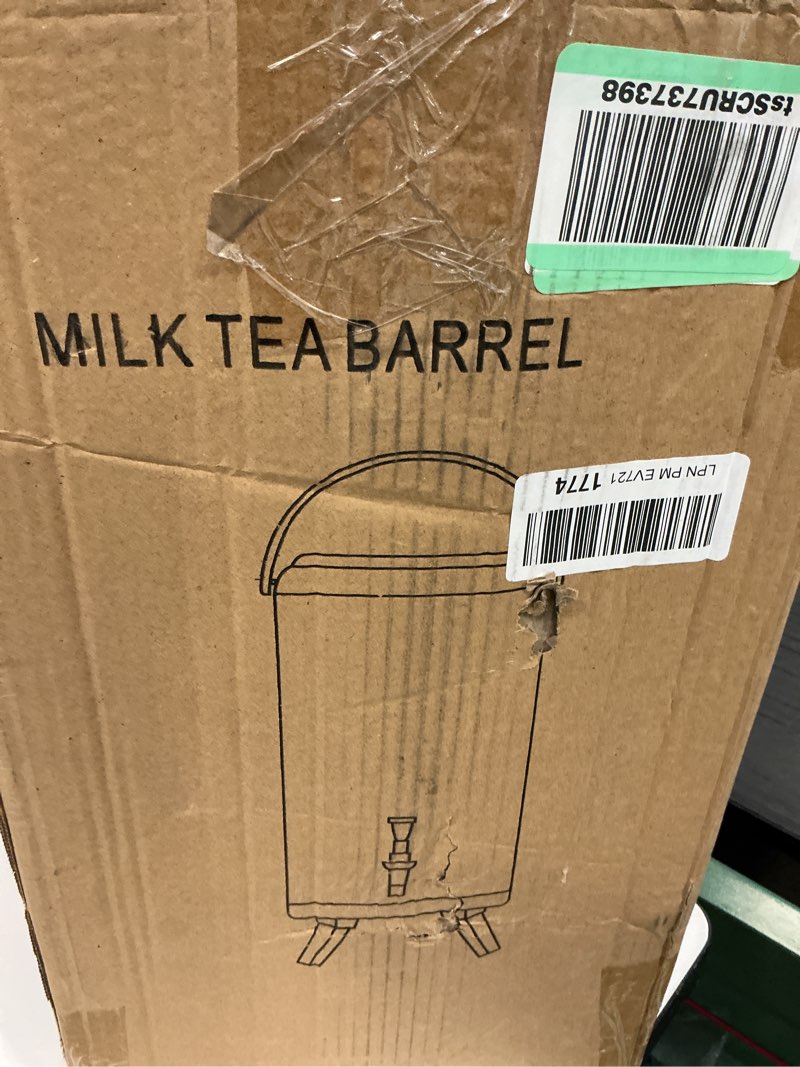 tsSCRU737398
MILK TEA BARREL
LPN PM EV721 1774